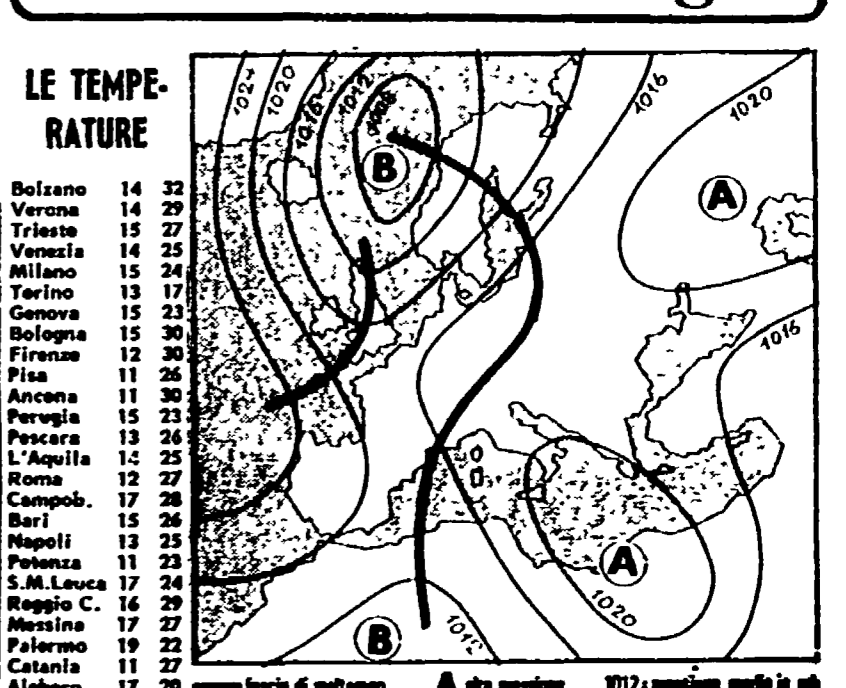 LE TEMPE-
RATURE
Bolzano 14 32
Verona 14 29
Trieste 15 27
Venezia 14 25
Milano 15 24
Torino 13 17
Genova 15 23
Bologna 15 30
Firenze 12 30
Pisa 11 26
Ancona 11 30
Perugia 15 23
Pescara 13 26
L'Aquila 14 25
Roma 12 27
Campob. 17 28
Bari 15 26
Napoli 13 25
Potenza 11 23
S.M.Leuca 17 24
Reggio C. 16 29
Messina 17 27
Palermo 19 22
Catania 11 27
1024
1020
1016
1012
1008
1016
1020
B
A
1016
A
1020
B
1012
A alta pressione